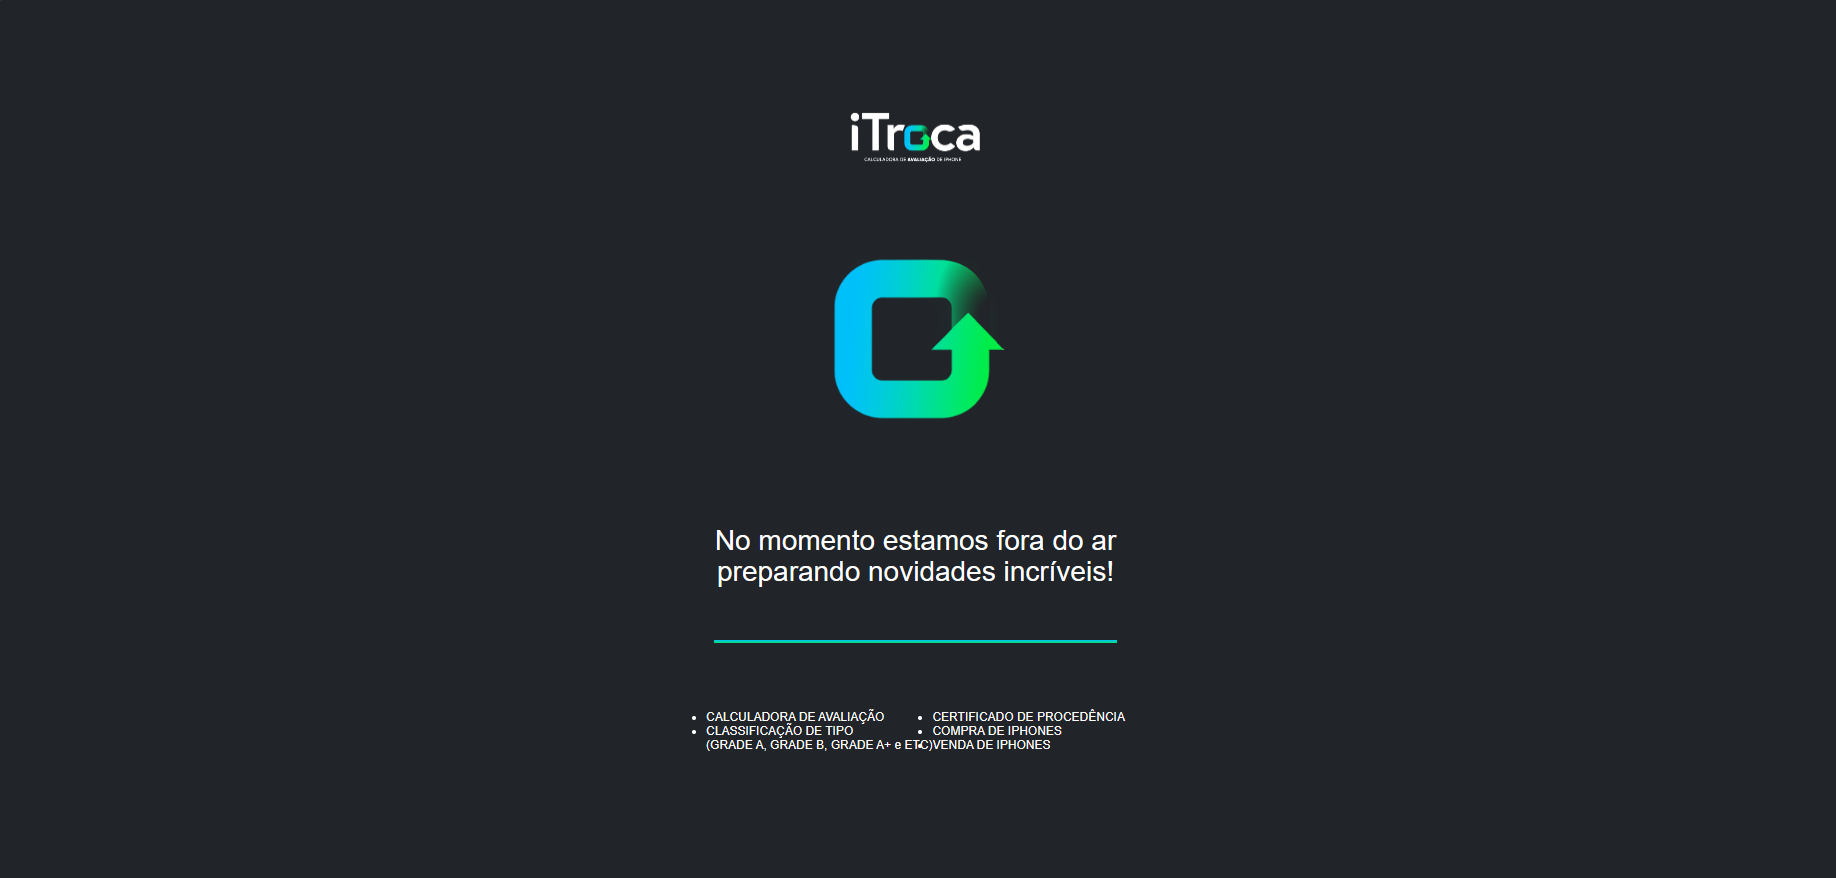 iTroca
CALCULADORA DE AVALIAÇÃO DE IPHONE
No momento estamos fora do ar
preparando novidades incríveis!
CALCULADORA DE AVALIAÇÃO
CLASSIFICAÇÃO DE TIPO
(GRADE A, GRADE B, GRADE A+ e ETC)
CERTIFICADO DE PROCEDÊNCIA
COMPRA DE IPHONES
VENDA DE IPHONES